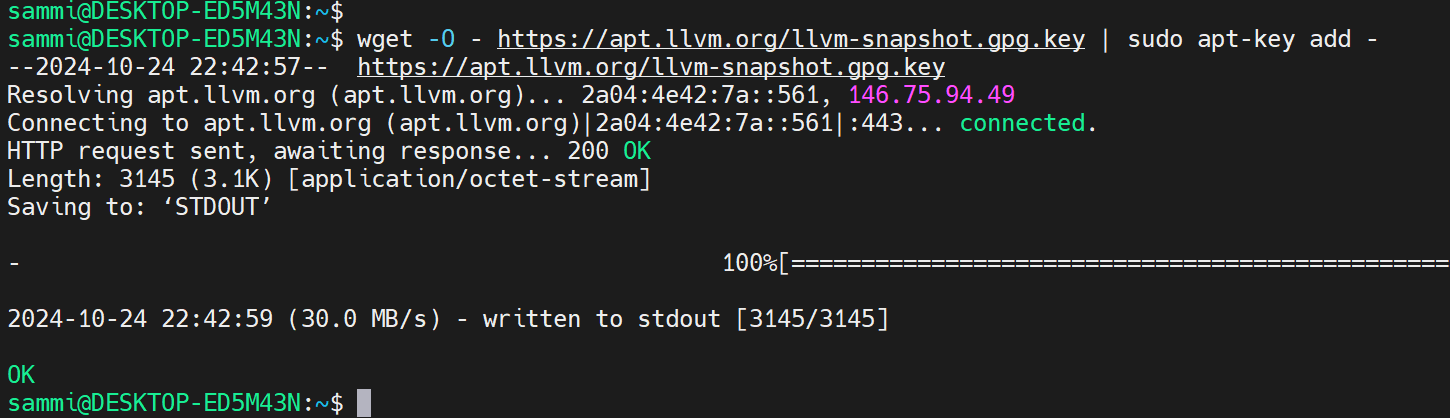 sammi@DESKTOP-ED5M43N:~$
sammi@DESKTOP-ED5M43N:~$ wget -O - https://apt.llvm.org/llvm-snapshot.gpg.key | sudo apt-key add -
--2024-10-24 22:42:57--  https://apt.llvm.org/llvm-snapshot.gpg.key
Resolving apt.llvm.org (apt.llvm.org)... 2a04:4e42:7a::561, 146.75.94.49
Connecting to apt.llvm.org (apt.llvm.org)|2a04:4e42:7a::561|:443... connected.
HTTP request sent, awaiting response... 200 OK
Length: 3145 (3.1K) [application/octet-stream]
Saving to: ‘STDOUT’
- 100%[===============================================
2024-10-24 22:42:59 (30.0 MB/s) - written to stdout [3145/3145]
OK
sammi@DESKTOP-ED5M43N:~$